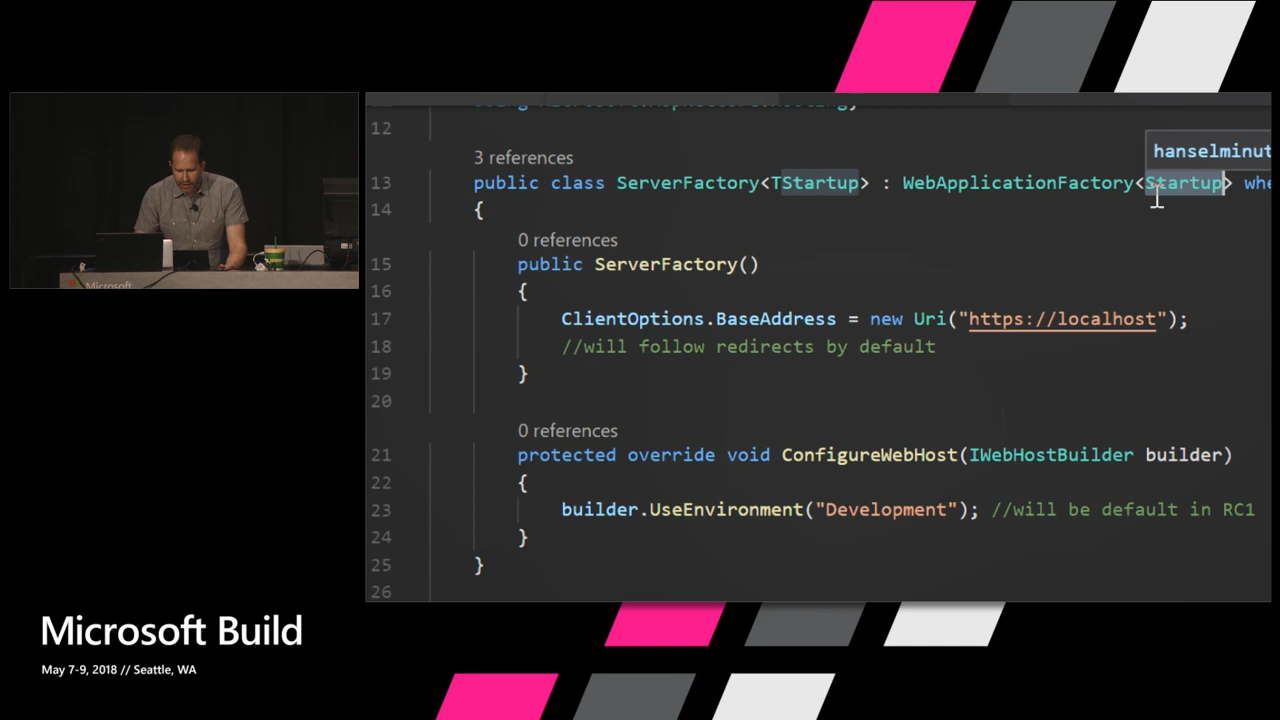 12
3 references
hanselminut
13 public class ServerFactory<TStartup> : WebApplicationFactory<Startup> whe
14 {
0 references
15 public ServerFactory()
16 {
17 ClientOptions.BaseAddress = new Uri("https://localhost");
18 //will follow redirects by default
19 }
20
0 references
21 protected override void ConfigureWebHost(IWebHostBuilder builder)
22 {
23 builder.UseEnvironment("Development"); //will be default in RC1
24 }
25 }
26
Microsoft
Microsoft Build
May 7-9, 2018 // Seattle, WA